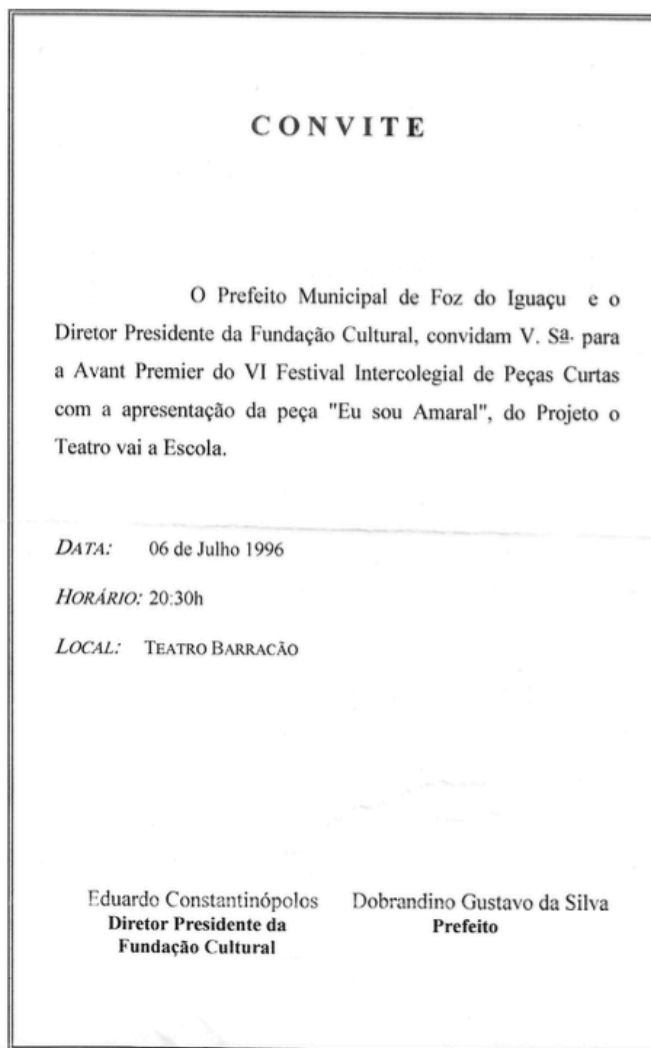 CONVITE
O Prefeito Municipal de Foz do Iguaçu e o
Diretor Presidente da Fundação Cultural, convidam V. Sª. para
a Avant Premier do VI Festival Intercolegial de Peças Curtas
com a apresentação da peça "Eu sou Amaral", do Projeto o
Teatro vai a Escola.
DATA: 06 de Julho 1996
HORÁRIO: 20:30h
LOCAL: TEATRO BARRACÃO
Eduardo Constantinópolos Dobrandino Gustavo da Silva
Diretor Presidente da Prefeito
Fundação Cultural